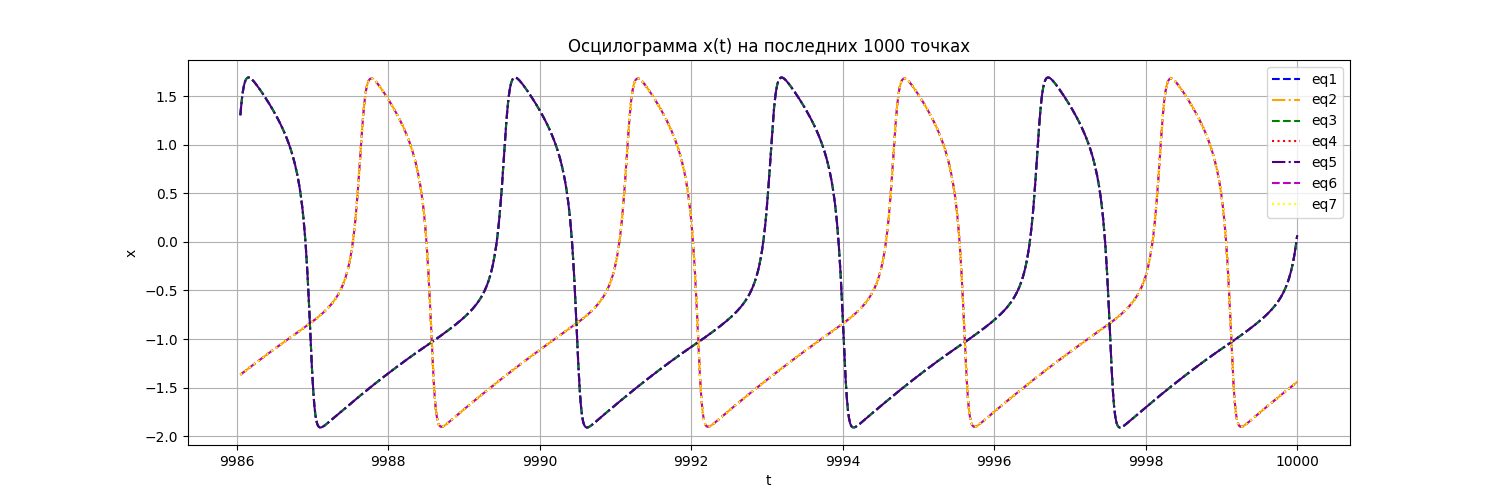 Осцилограмма x(t) на последних 1000 точках
eq1
eq2
eq3
eq4
eq5
eq6
eq7
1.5
1.0
0.5
0.0
−0.5
−1.0
−1.5
−2.0
x
9986
9988
9990
9992
9994
9996
9998
10000
t